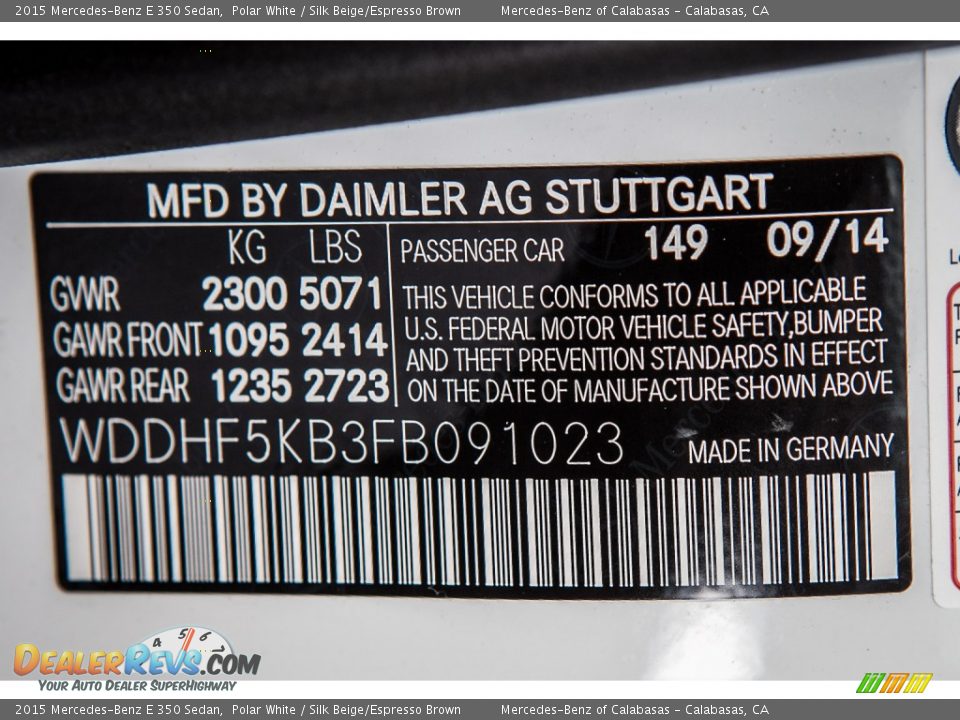 2015 Mercedes-Benz E 350 Sedan,  Polar White / Silk Beige/Espresso Brown     Mercedes-Benz of Calabasas - Calabasas, CA
MFD BY DAIMLER AG STUTTGART
KG LBS
GVWR 2300 5071
GAWR FRONT 1095 2414
GAWR REAR 1235 2723
PASSENGER CAR 149 09/14
THIS VEHICLE CONFORMS TO ALL APPLICABLE
U.S. FEDERAL MOTOR VEHICLE SAFETY,BUMPER
AND THEFT PREVENTION STANDARDS IN EFFECT
ON THE DATE OF MANUFACTURE SHOWN ABOVE
WDDHF5KB3FB091023 MADE IN GERMANY
4 5 6 7
DEALERREVS.COM
YOUR AUTO DEALER SUPERHIGHWAY
2015 Mercedes-Benz E 350 Sedan,  Polar White / Silk Beige/Espresso Brown     Mercedes-Benz of Calabasas - Calabasas, CA